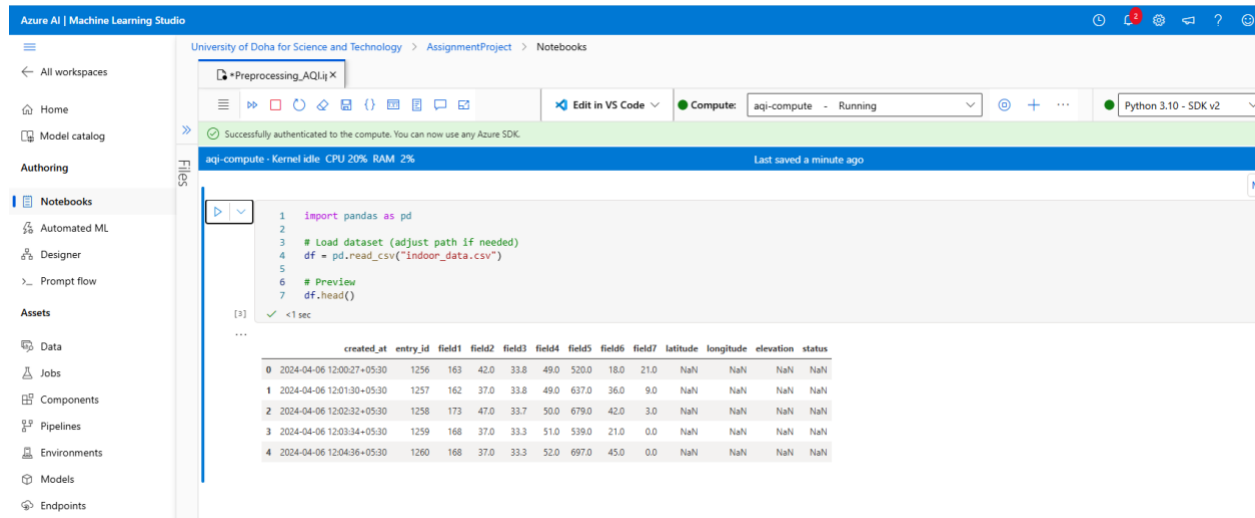 Azure AI | Machine Learning Studio
2
University of Doha for Science and Technology > AssignmentProject > Notebooks
All workspaces
Home
Model catalog
Authoring
Notebooks
Automated ML
Designer
Prompt flow
Assets
Data
Jobs
Components
Pipelines
Environments
Models
Endpoints
Files
*Preprocessing_AQI.ip
Edit in VS Code
Compute: aqi-compute - Running
Python 3.10 - SDK v2
Successfully authenticated to the compute. You can now use any Azure SDK.
aqi-compute · Kernel idle CPU 20% RAM 2% Last saved a minute ago
1 import pandas as pd
2
3 # Load dataset (adjust path if needed)
4 df = pd.read_csv("indoor_data.csv")
5
6 # Preview
7 df.head()
[3] <1 sec
...
created_at entry_id field1 field2 field3 field4 field5 field6 field7 latitude longitude elevation status
0 2024-04-06 12:00:27+05:30 1256 163 42.0 33.8 49.0 520.0 18.0 21.0 NaN NaN NaN NaN
1 2024-04-06 12:01:30+05:30 1257 162 37.0 33.8 49.0 637.0 36.0 9.0 NaN NaN NaN NaN
2 2024-04-06 12:02:32+05:30 1258 173 47.0 33.7 50.0 679.0 42.0 3.0 NaN NaN NaN NaN
3 2024-04-06 12:03:34+05:30 1259 168 37.0 33.3 51.0 539.0 21.0 0.0 NaN NaN NaN NaN
4 2024-04-06 12:04:36+05:30 1260 168 37.0 33.3 52.0 697.0 45.0 0.0 NaN NaN NaN NaN